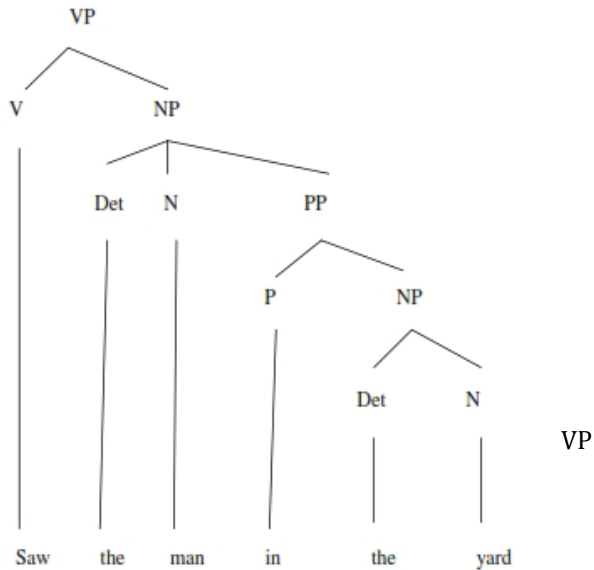 VP
V NP
Det N PP
P NP
Det N
VP
Saw the man in the yard